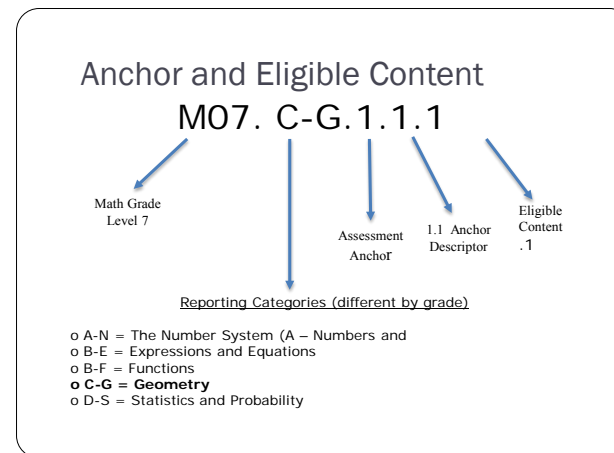 Anchor and Eligible Content
M07. C-G.1.1.1
Math Grade
Level 7
Assessment
Anchor
1.1 Anchor
Descriptor
Eligible
Content
.1
Reporting Categories (different by grade)
o A-N = The Number System (A – Numbers and
o B-E = Expressions and Equations
o B-F = Functions
o C-G = Geometry
o D-S = Statistics and Probability